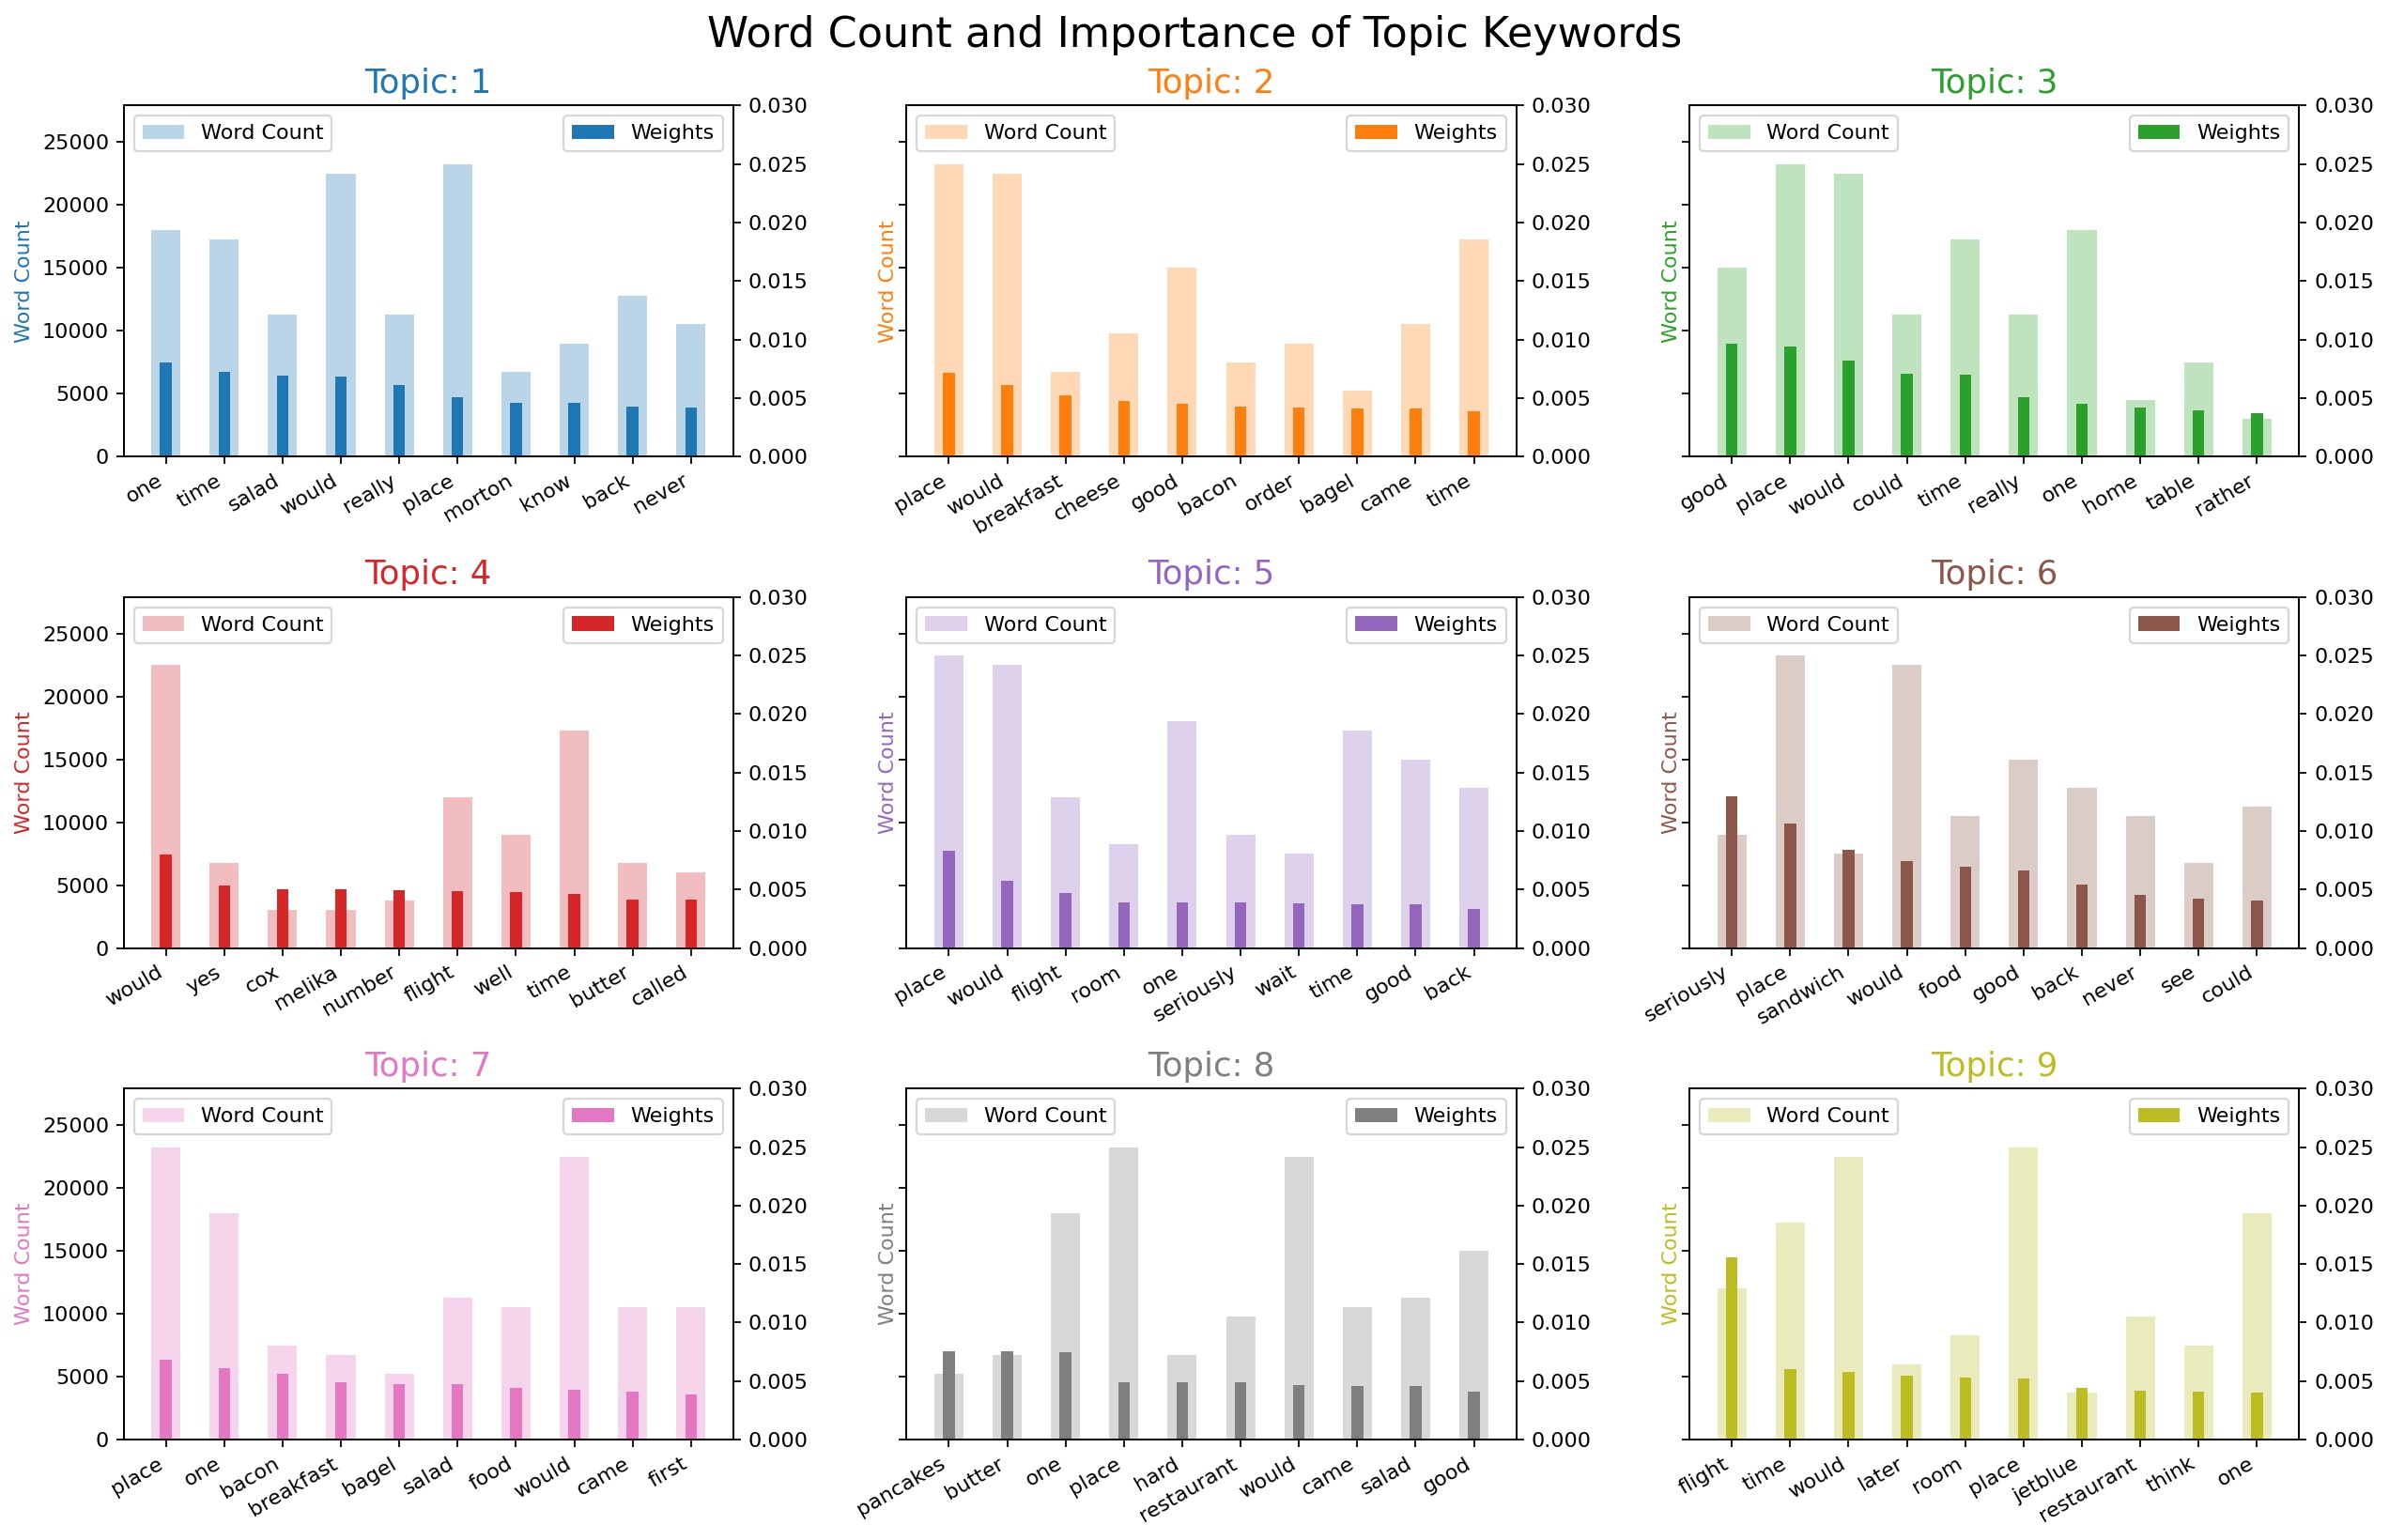 Word Count and Importance of Topic Keywords
Topic: 1
Word Count
Weights
Word Count
25000
20000
15000
10000
5000
0
0.030
0.025
0.020
0.015
0.010
0.005
0.000
one time salad would really place morton know back never
Topic: 2
Word Count
Weights
Word Count
0.030
0.025
0.020
0.015
0.010
0.005
0.000
place would breakfast cheese good bacon order bagel came time
Topic: 3
Word Count
Weights
Word Count
0.030
0.025
0.020
0.015
0.010
0.005
0.000
good place would could time really one home table rather
Topic: 4
Word Count
Weights
Word Count
25000
20000
15000
10000
5000
0
0.030
0.025
0.020
0.015
0.010
0.005
0.000
would yes cox melika number flight well time butter called
Topic: 5
Word Count
Weights
Word Count
0.030
0.025
0.020
0.015
0.010
0.005
0.000
place would flight room one seriously wait time good back
Topic: 6
Word Count
Weights
Word Count
0.030
0.025
0.020
0.015
0.010
0.005
0.000
seriously place sandwich would food good back never see could
Topic: 7
Word Count
Weights
Word Count
25000
20000
15000
10000
5000
0
0.030
0.025
0.020
0.015
0.010
0.005
0.000
place one bacon breakfast bagel salad food would came first
Topic: 8
Word Count
Weights
Word Count
0.030
0.025
0.020
0.015
0.010
0.005
0.000
pancakes butter one place hard restaurant would came salad good
Topic: 9
Word Count
Weights
Word Count
0.030
0.025
0.020
0.015
0.010
0.005
0.000
flight time would later room place jetblue restaurant think one